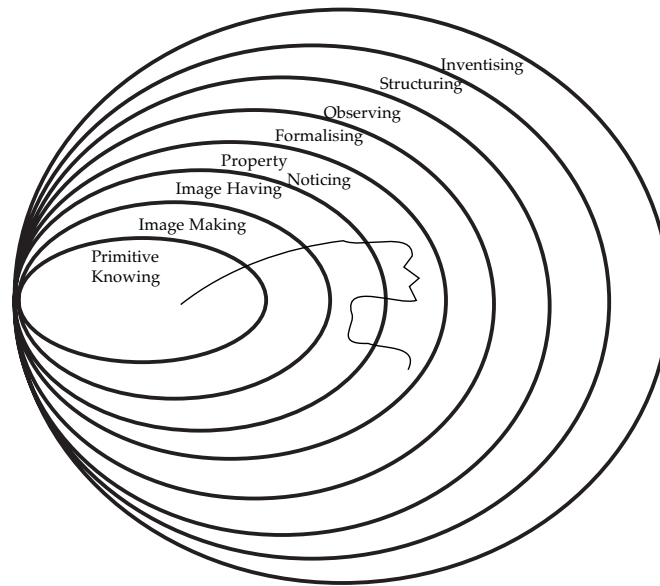 Inventising
Structuring
Observing
Formalising
Property
Noticing
Image Having
Image Making
Primitive
Knowing